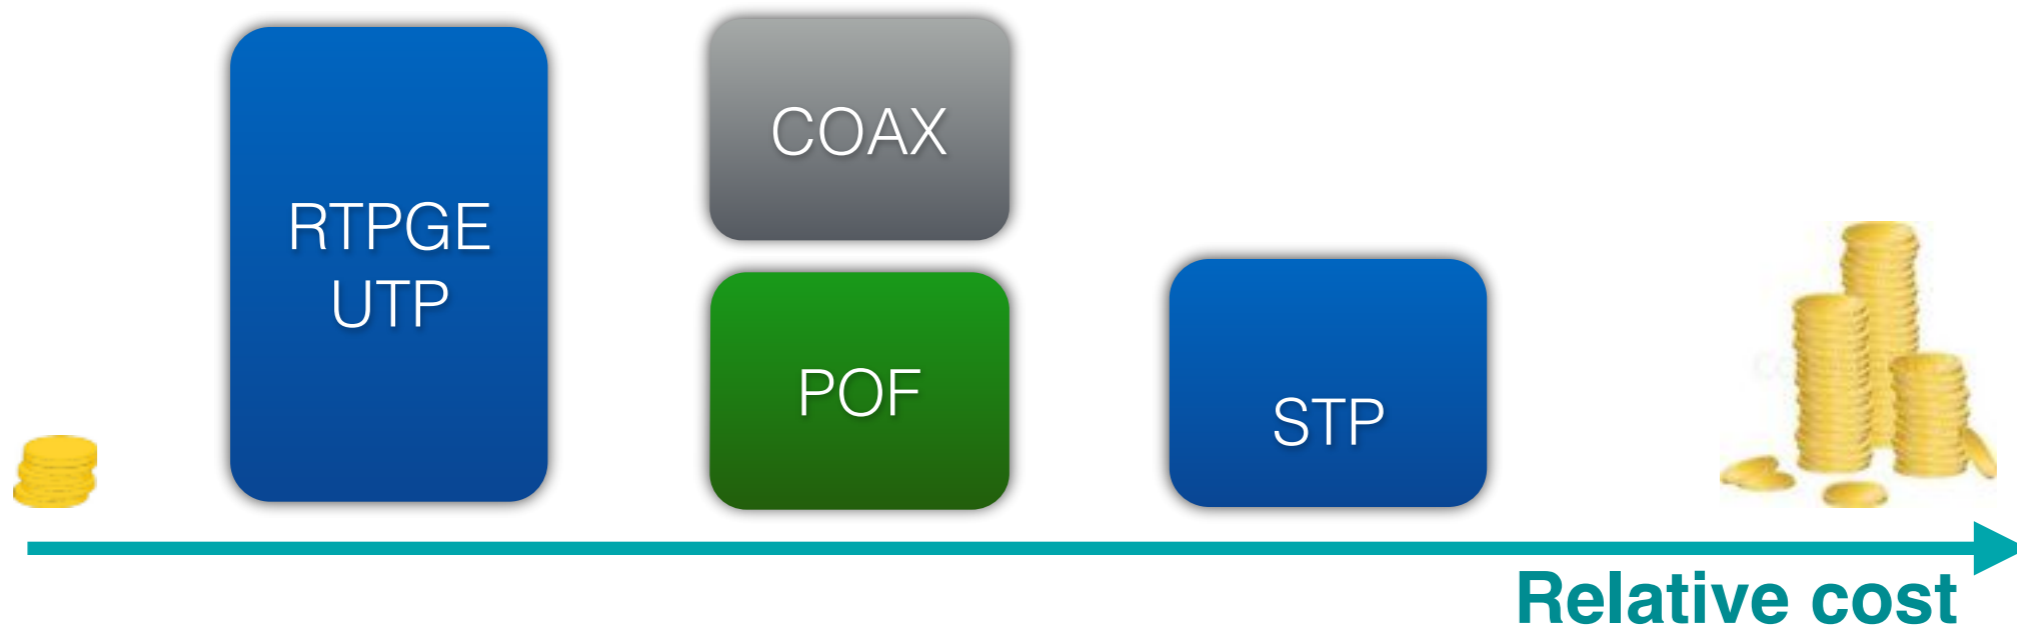 RTPGE
UTP
COAX
POF
STP
Relative cost